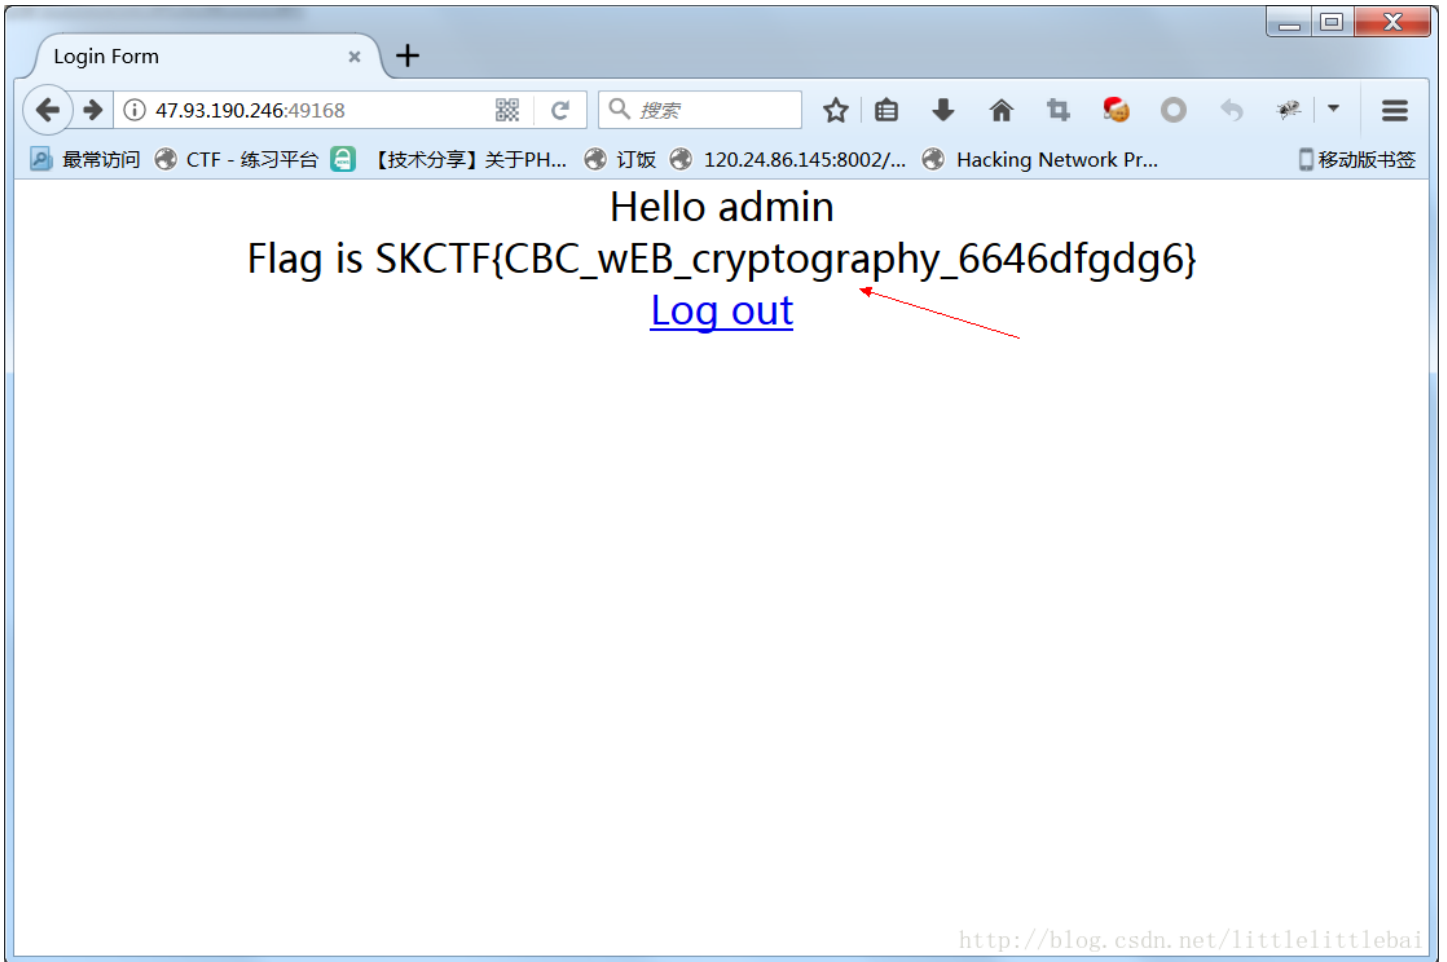 Login Form
47.93.190.246:49168
搜索
最常访问 CTF - 练习平台 【技术分享】关于PH... 订饭 120.24.86.145:8002/... Hacking Network Pr... 移动版书签
Hello admin
Flag is SKCTF{CBC_wEB_cryptography_6646dfgdg6}
Log out
http://blog.csdn.net/littlelittlebai